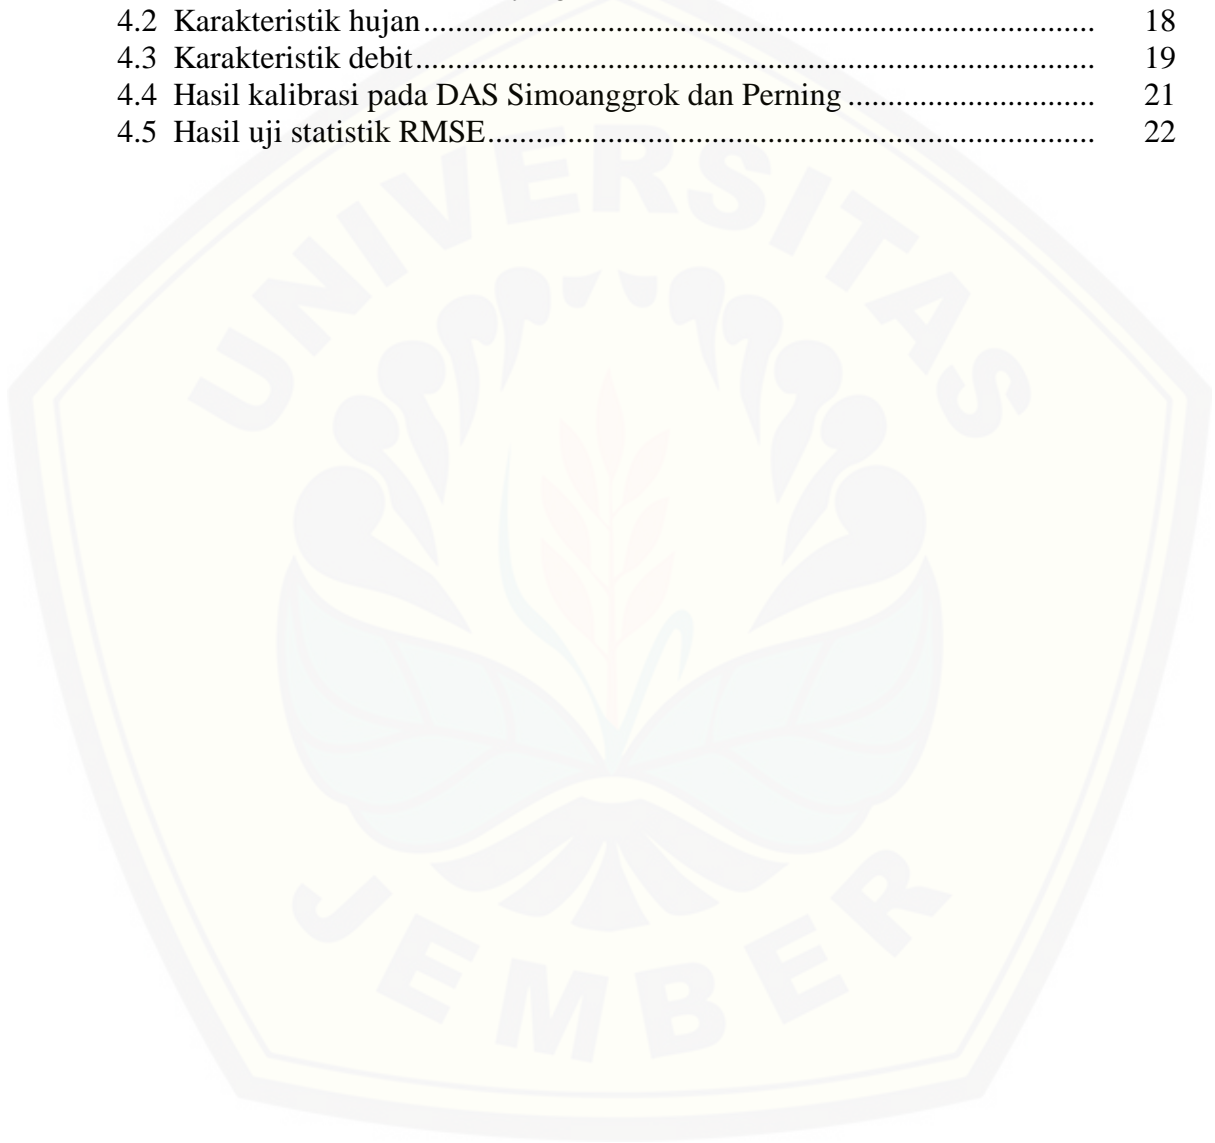 4.2 Karakteristik hujan.................................................................................. 18
4.3 Karakteristik debit................................................................................... 19
4.4 Hasil kalibrasi pada DAS Simoanggrok dan Perning .............................. 21
4.5 Hasil uji statistik RMSE.......................................................................... 22
UNIVERSITAS
JEMBER